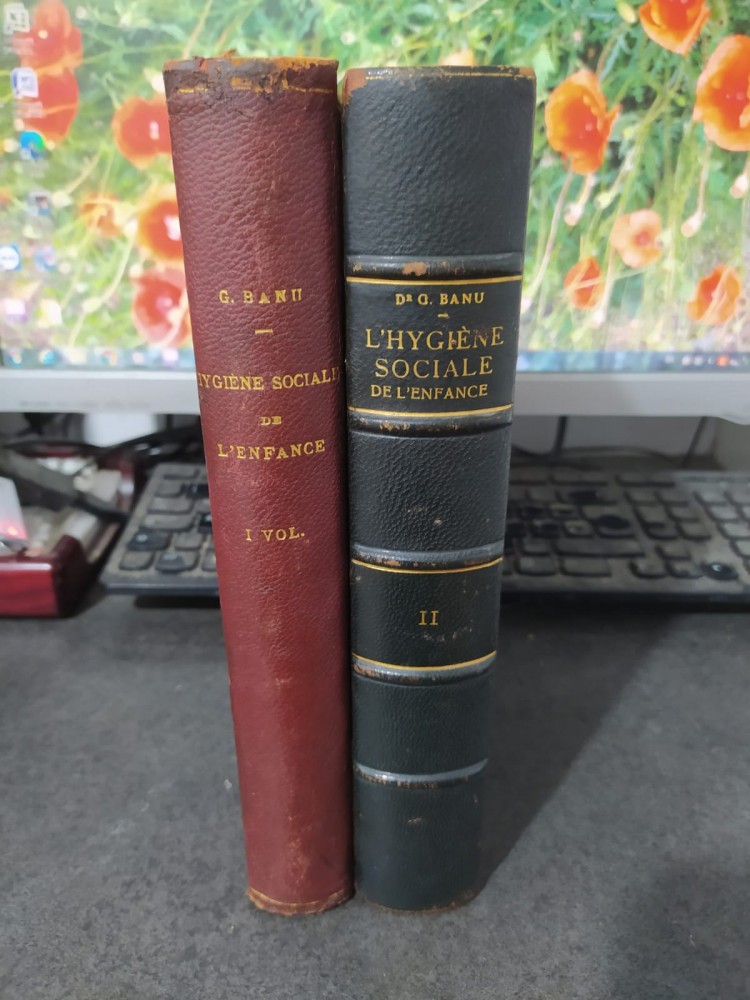 G. BANU
HYGIÈNE SOCIALE
DE
L'ENFANCE
I VOL.
Dr G. BANU
L'HYGIÈNE
SOCIALE
DE L'ENFANCE
II